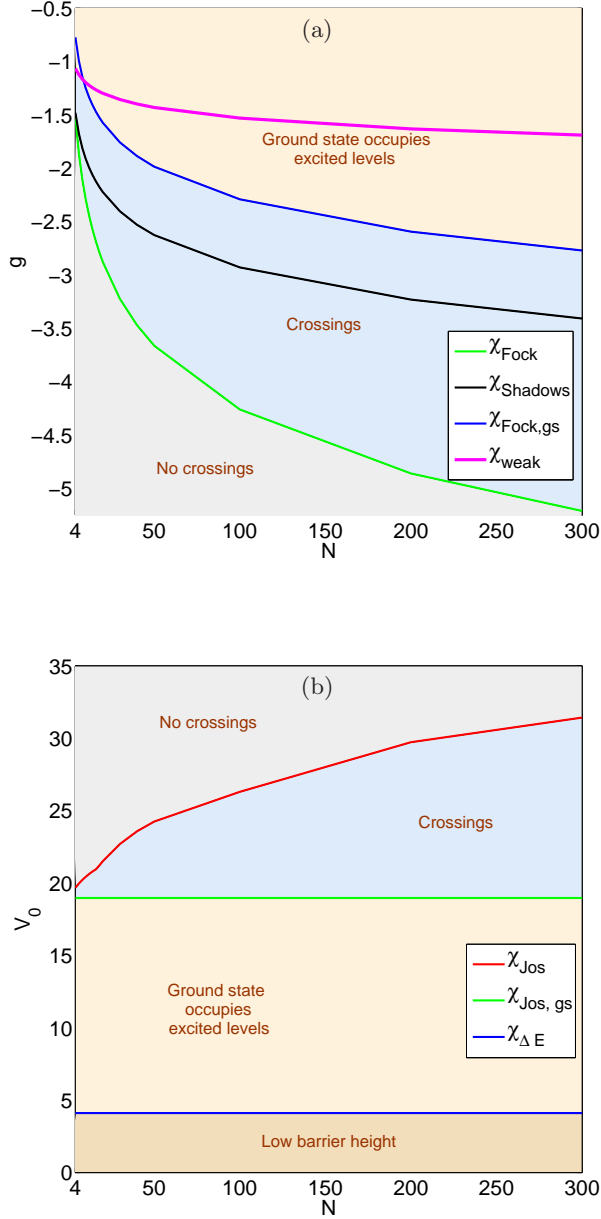 (a)
−0.5
−1
−1.5
−2
−2.5
−3
−3.5
−4
−4.5
−5
g
Ground state occupies
excited levels
Crossings
No crossings
χFock
χShadows
χFock,gs
χweak
4
50
100
150
200
250
300
N
(b)
35
30
25
20
15
10
5
0
V0
No crossings
Crossings
Ground state
occupies
excited levels
Low barrier height
χJos
χJos, gs
χΔ E
4
50
100
150
200
250
300
N